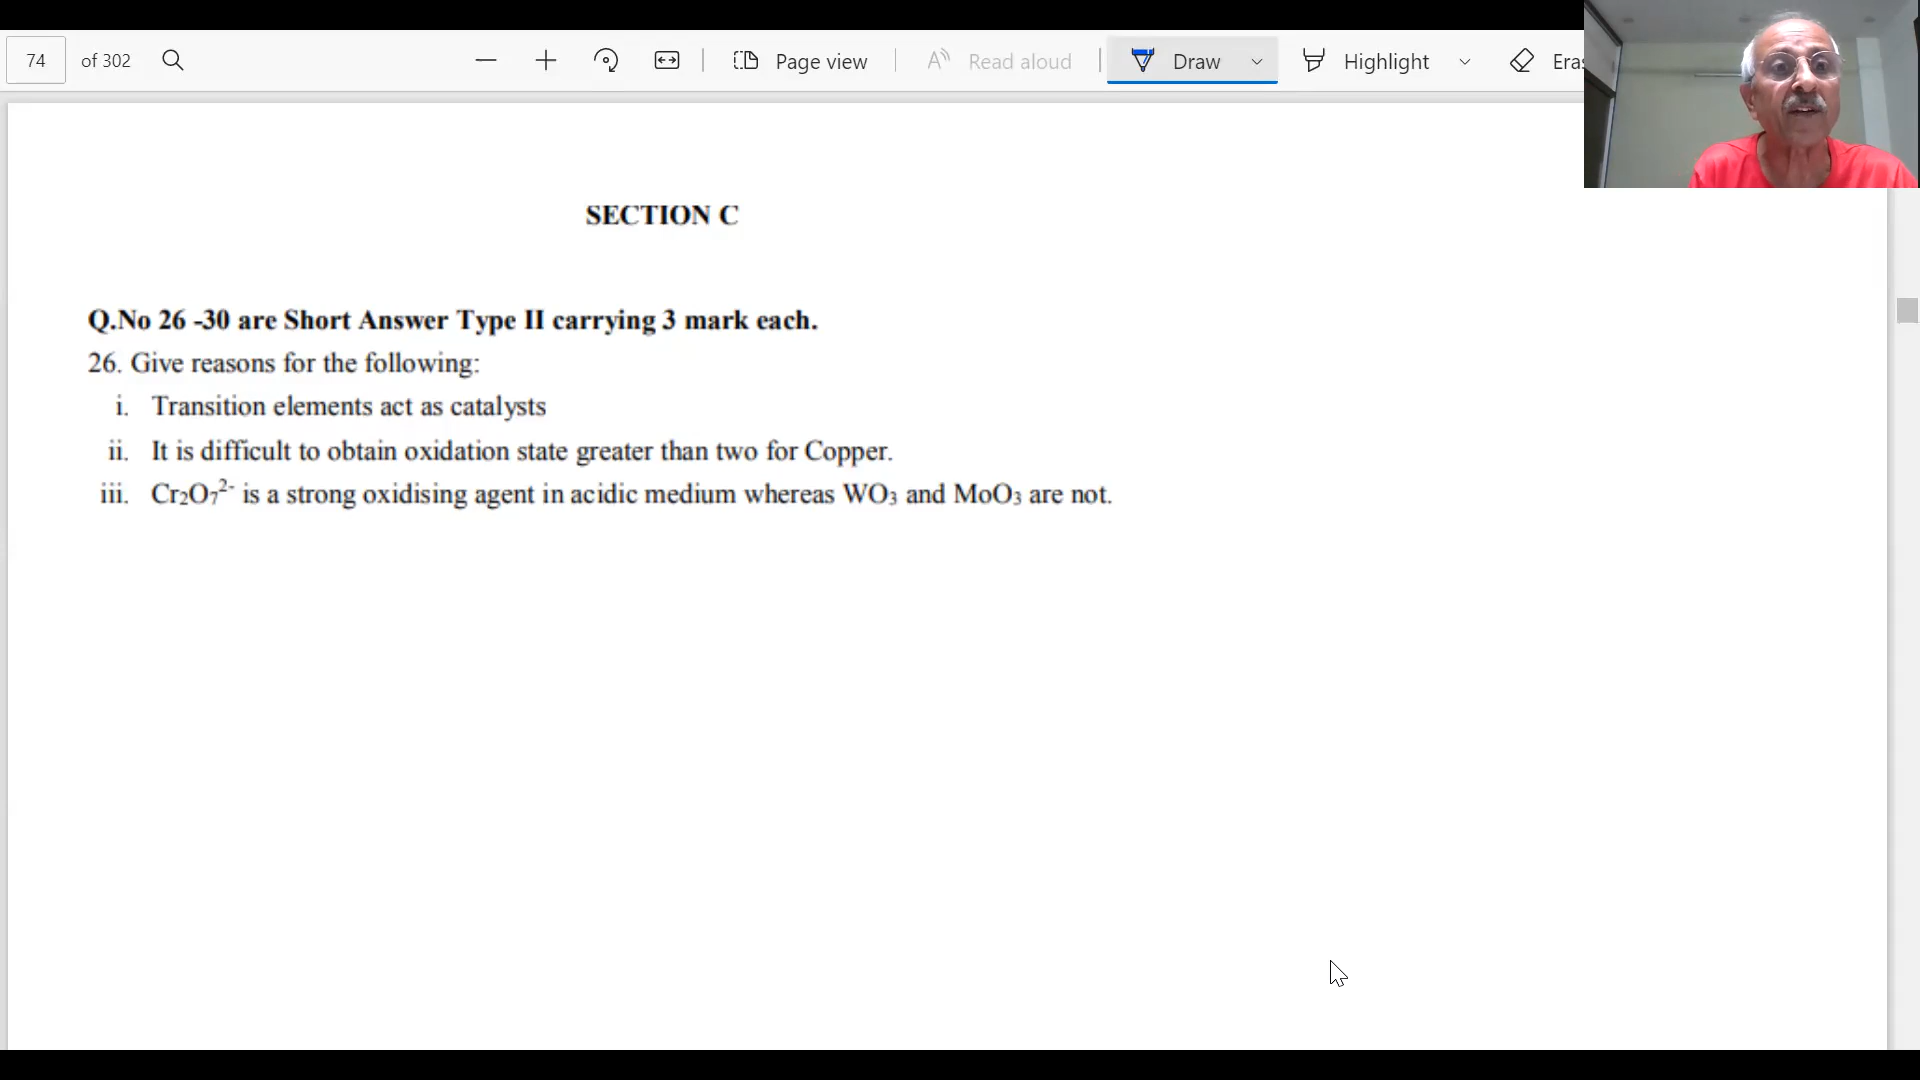 74 of 302 Page view Read aloud Draw Highlight Eras
SECTION C
Q.No 26 -30 are Short Answer Type II carrying 3 mark each.
26. Give reasons for the following:
i. Transition elements act as catalysts
ii. It is difficult to obtain oxidation state greater than two for Copper.
iii. Cr₂O₇²⁻ is a strong oxidising agent in acidic medium whereas WO₃ and MoO₃ are not.